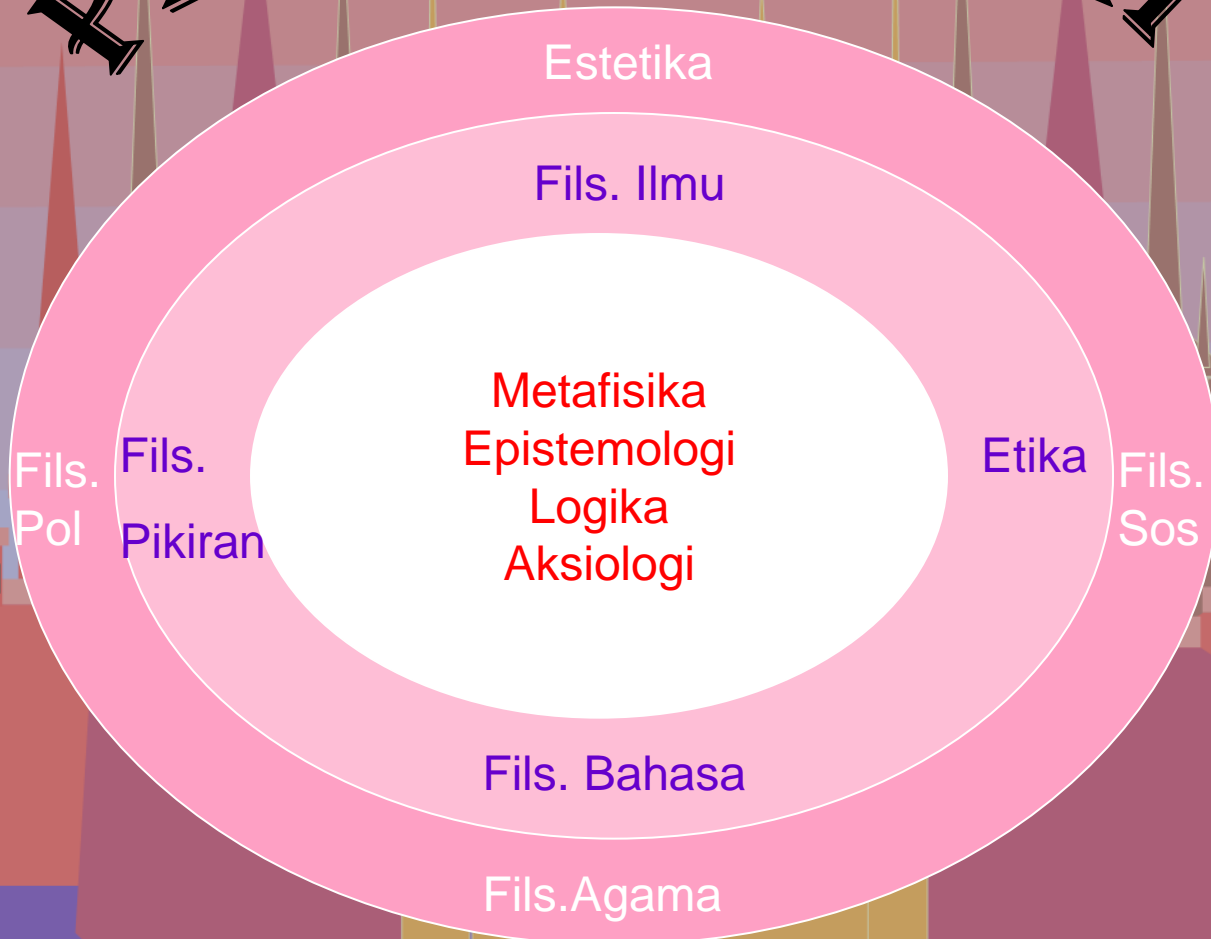 Estetika
Fils. Ilmu
Metafisika
Epistemologi
Logika
Aksiologi
Fils.
Pol
Fils.
Pikiran
Etika
Fils.
Sos
Fils. Bahasa
Fils.Agama